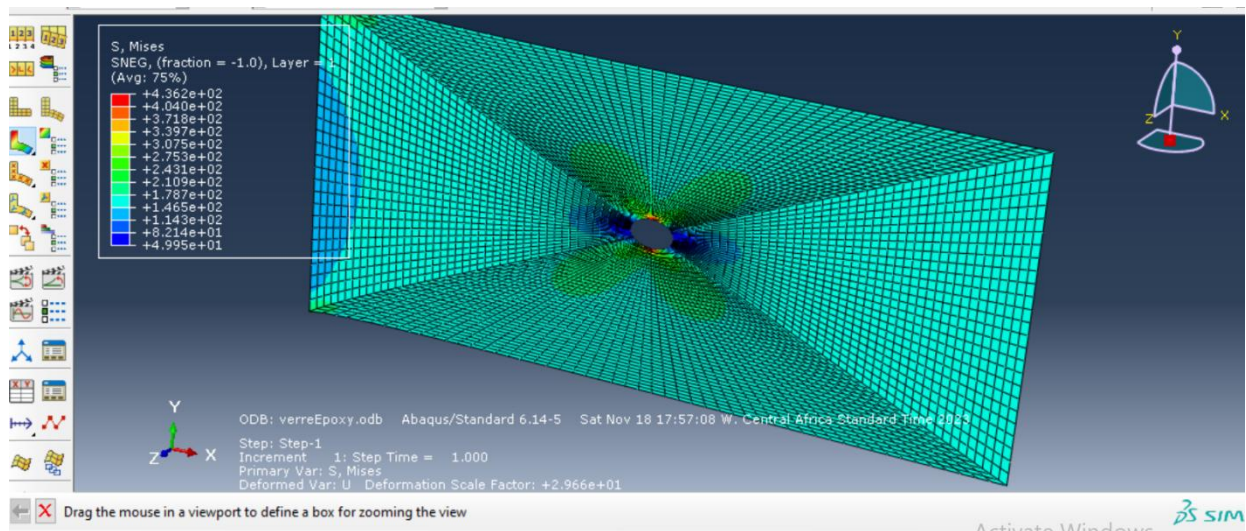 S, Mises
SNEG, (fraction = -1.0), Layer = 1
(Avg: 75%)
+4.362e+02
+4.040e+02
+3.718e+02
+3.397e+02
+3.075e+02
+2.753e+02
+2.431e+02
+2.109e+02
+1.787e+02
+1.465e+02
+1.143e+02
+8.214e+01
+4.995e+01
Y
Z
X
Y
Z
X
ODB: verreEpoxy.odb Abaqus/Standard 6.14-5 Sat Nov 18 17:57:08 W. Central Africa Standard Time 2023
Step: Step-1
Increment 1: Step Time = 1.000
Primary Var: S, Mises
Deformed Var: U Deformation Scale Factor: +2.966e+01
Drag the mouse in a viewport to define a box for zooming the view
SIM
Activate Windows